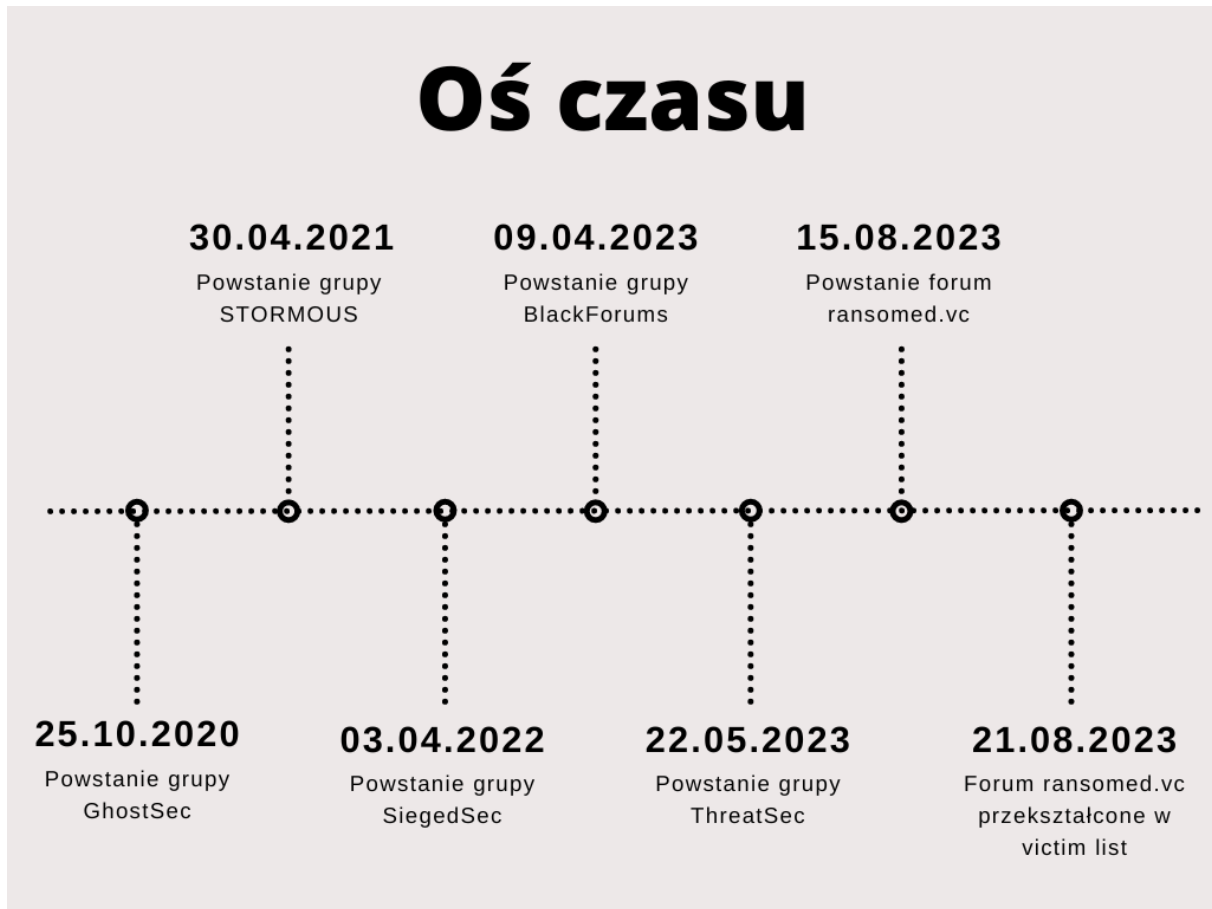 Oś czasu
30.04.2021
Powstanie grupy
STORMOUS
09.04.2023
Powstanie grupy
BlackForums
15.08.2023
Powstanie forum
ransomed.vc
25.10.2020
Powstanie grupy
GhostSec
03.04.2022
Powstanie grupy
SiegedSec
22.05.2023
Powstanie grupy
ThreatSec
21.08.2023
Forum ransomed.vc
przekształcone w
victim list